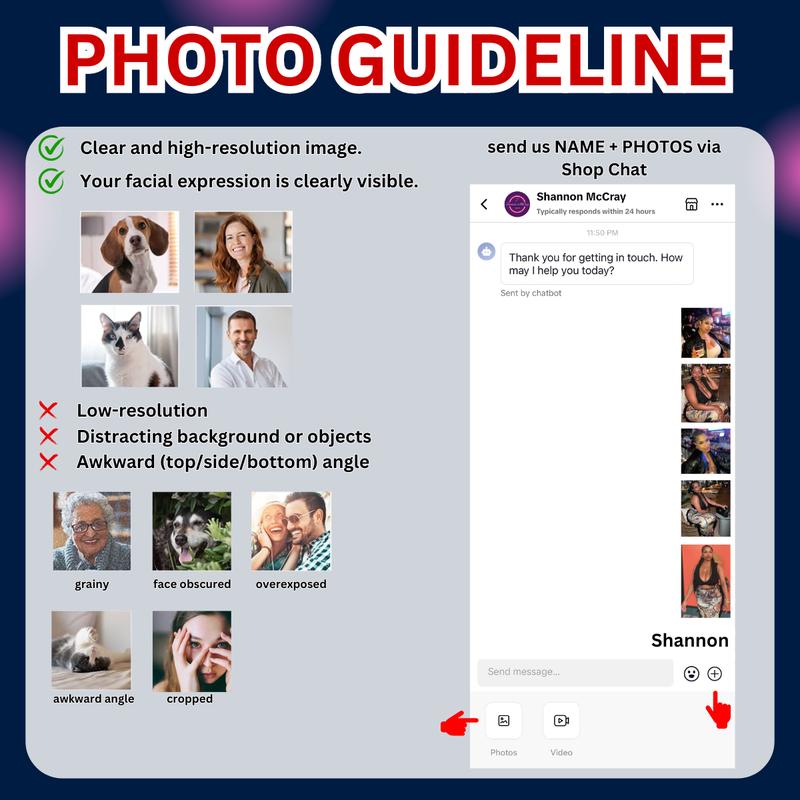 PHOTO GUIDELINE
Clear and high-resolution image.
Your facial expression is clearly visible.
Low-resolution
Distracting background or objects
Awkward (top/side/bottom) angle
grainy
face obscured
overexposed
awkward angle
cropped
send us NAME + PHOTOS via
Shop Chat
Shannon McCray
Typically responds within 24 hours
11:50 PM
Thank you for getting in touch. How
may I help you today?
Sent by chatbot
Shannon
Send message...
Photos
Video